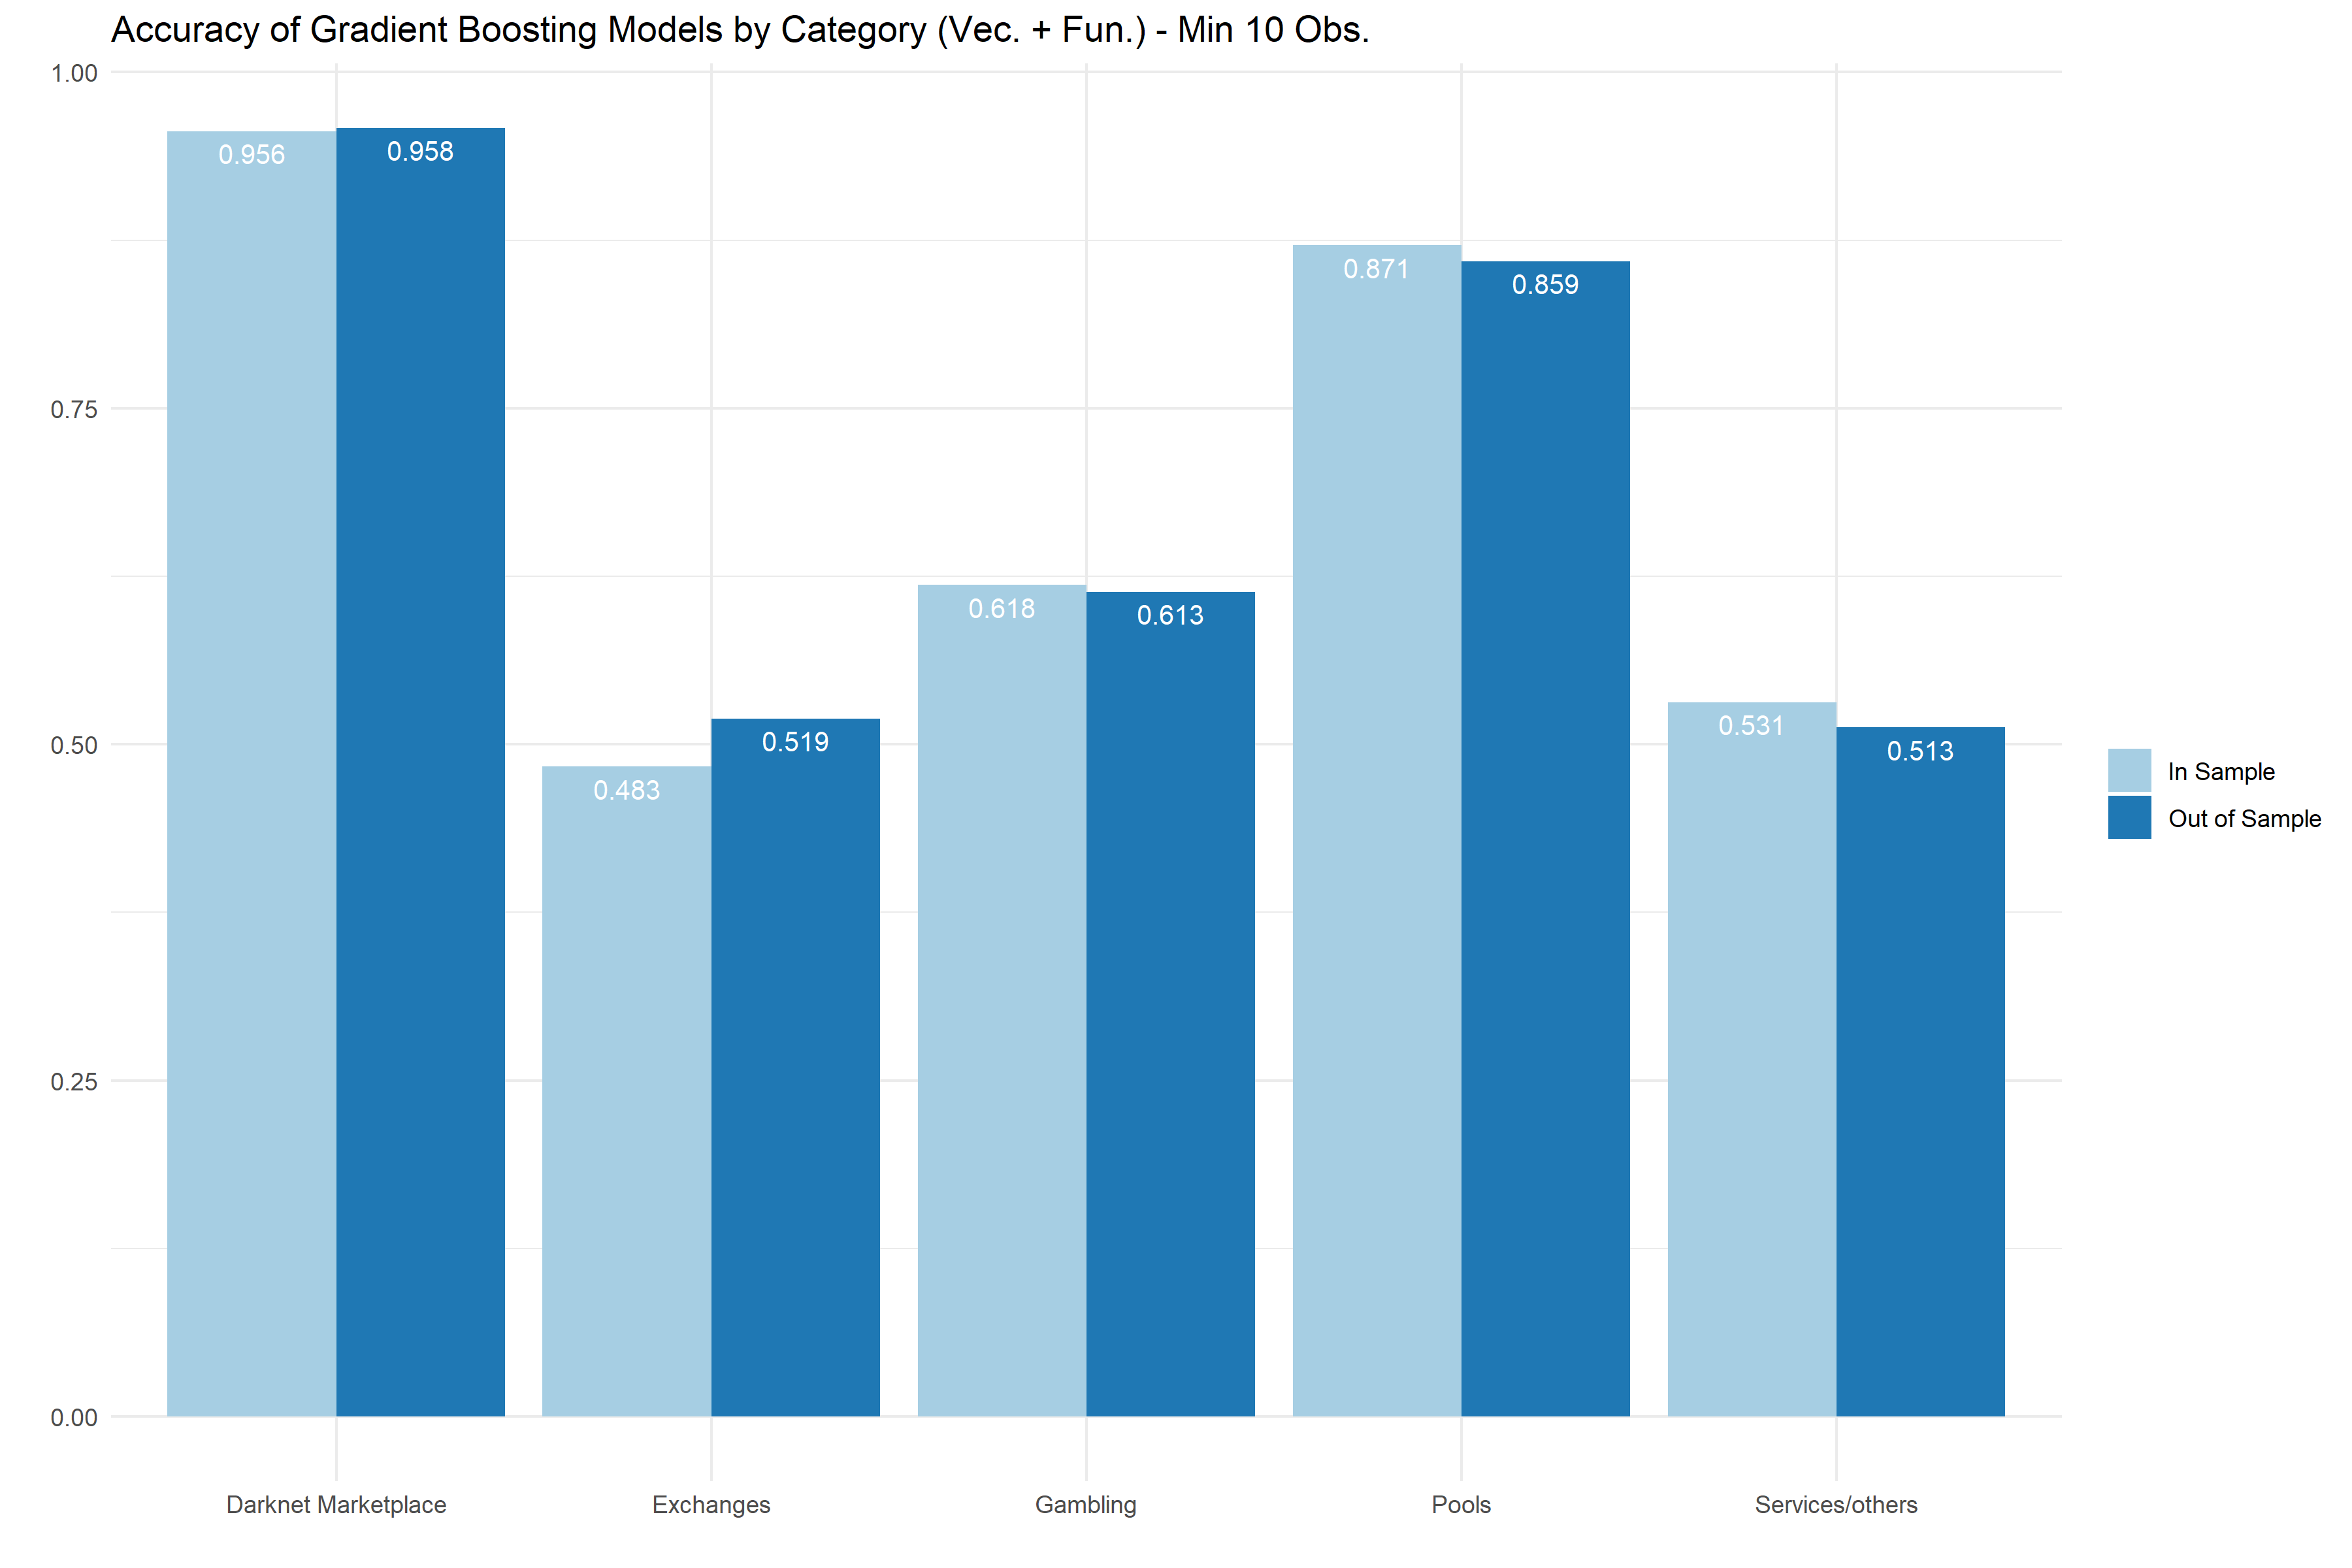 Accuracy of Gradient Boosting Models by Category (Vec. + Fun.) - Min 10 Obs.
1.00
0.75
0.50
0.25
0.00
0.956
0.958
0.483
0.519
0.618
0.613
0.871
0.859
0.531
0.513
Darknet Marketplace
Exchanges
Gambling
Pools
Services/others
In Sample
Out of Sample